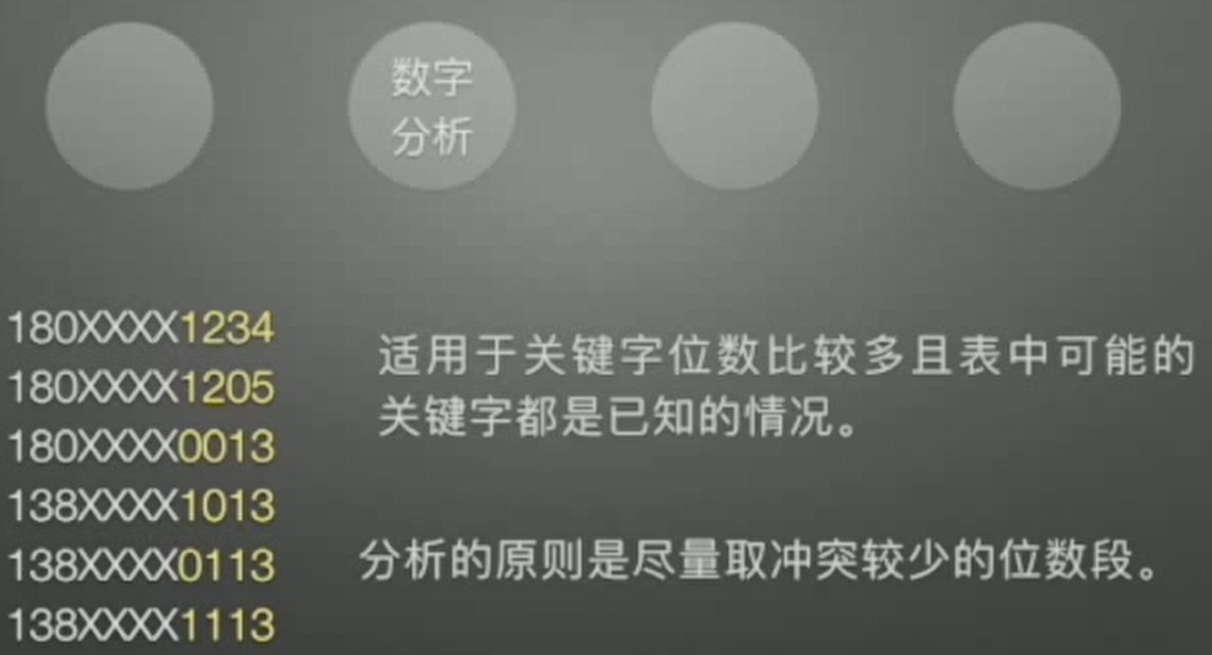 数字
分析
180XXXX1234
180XXXX1205
180XXXX0013
138XXXX1013
138XXXX0113
138XXXX1113
适用于关键字位数比较多且表中可能的
关键字都是已知的情况。
分析的原则是尽量取冲突较少的位数段。